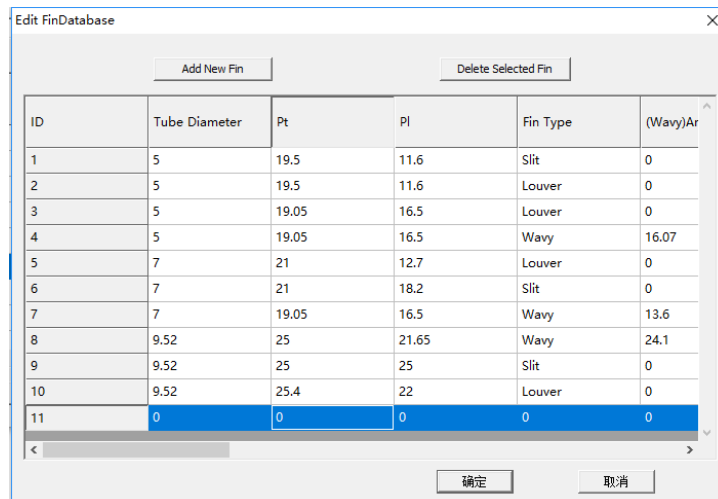 Edit FinDatabase
Add New Fin Delete Selected Fin
ID Tube Diameter Pt Pl Fin Type (Wavy)Ar
1 5 19.5 11.6 Slit 0
2 5 19.5 11.6 Louver 0
3 5 19.05 16.5 Louver 0
4 5 19.05 16.5 Wavy 16.07
5 7 21 12.7 Louver 0
6 7 21 18.2 Slit 0
7 7 19.05 16.5 Wavy 13.6
8 9.52 25 21.65 Wavy 24.1
9 9.52 25 25 Slit 0
10 9.52 25.4 22 Louver 0
11 0 0 0 0 0
确定 取消